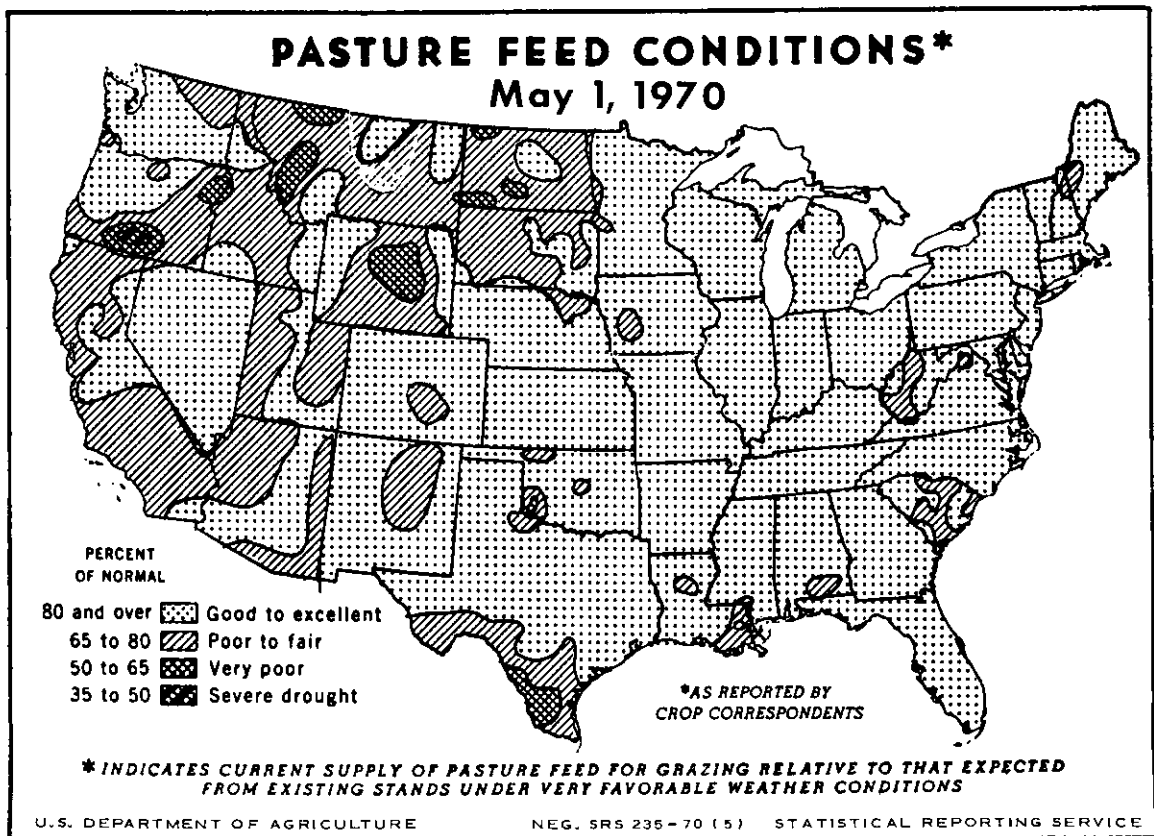 PASTURE FEED CONDITIONS*
May 1, 1970
PERCENT
OF NORMAL
80 and over Good to excellent
65 to 80 Poor to fair
50 to 65 Very poor
35 to 50 Severe drought
*AS REPORTED BY
CROP CORRESPONDENTS
* INDICATES CURRENT SUPPLY OF PASTURE FEED FOR GRAZING RELATIVE TO THAT EXPECTED
FROM EXISTING STANDS UNDER VERY FAVORABLE WEATHER CONDITIONS
U.S. DEPARTMENT OF AGRICULTURE NEG. SRS 235-70 (5) STATISTICAL REPORTING SERVICE